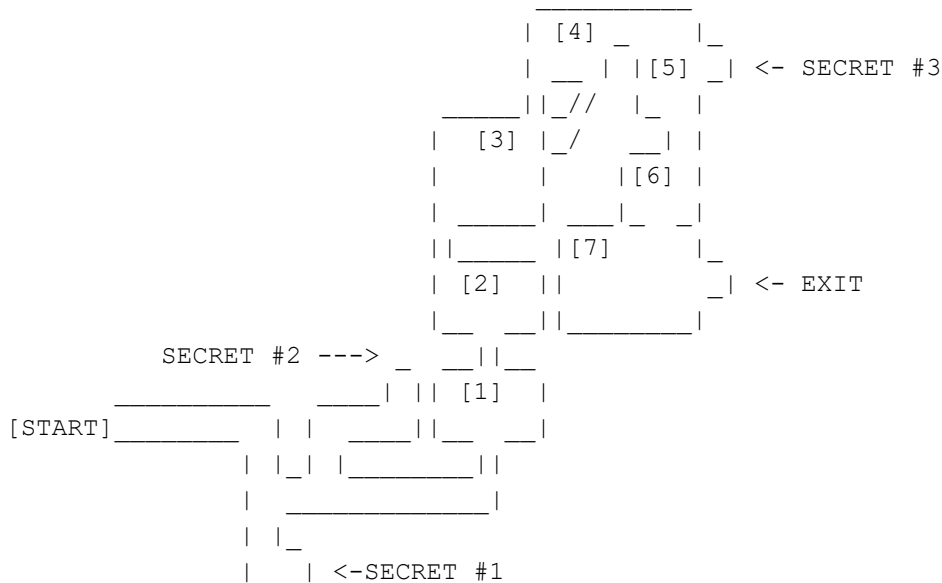 [4]
[5] <- SECRET #3
[3]
[6]
[7]
[2] <- EXIT
SECRET #2 --->
[1]
[START]
<-SECRET #1